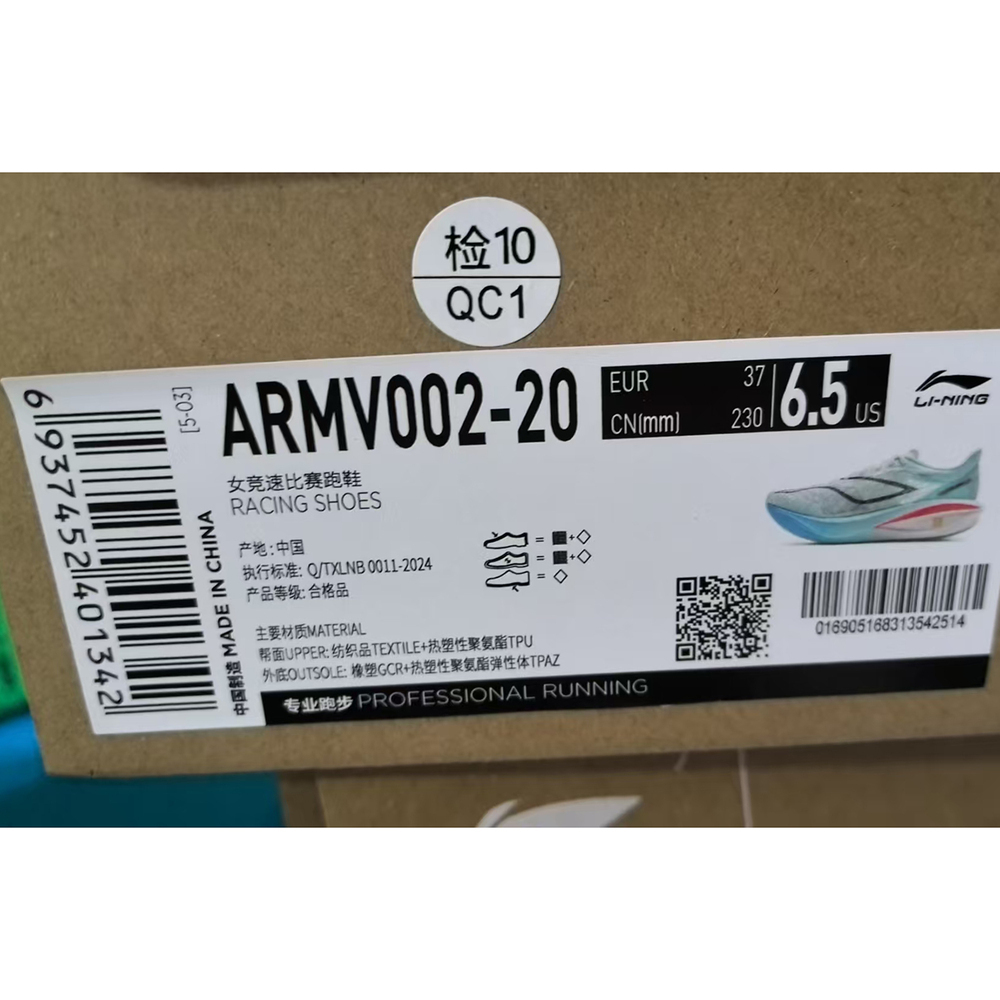 检10
QC1
6937452401342
[5-03]
中国制造 MADE IN CHINA
ARMV002-20
EUR 37
CN(mm) 230
6.5 US
LI-NING
女竞速比赛跑鞋
RACING SHOES
产地:中国
执行标准: Q/TXLNB 0011-2024
产品等级: 合格品
主要材质MATERIAL
帮面UPPER: 纺织品TEXTILE+热塑性聚氨酯TPU
外底OUTSOLE: 橡塑GCR+热塑性聚氨酯弹性体TPAZ
016905168313542514
专业跑步 PROFESSIONAL RUNNING